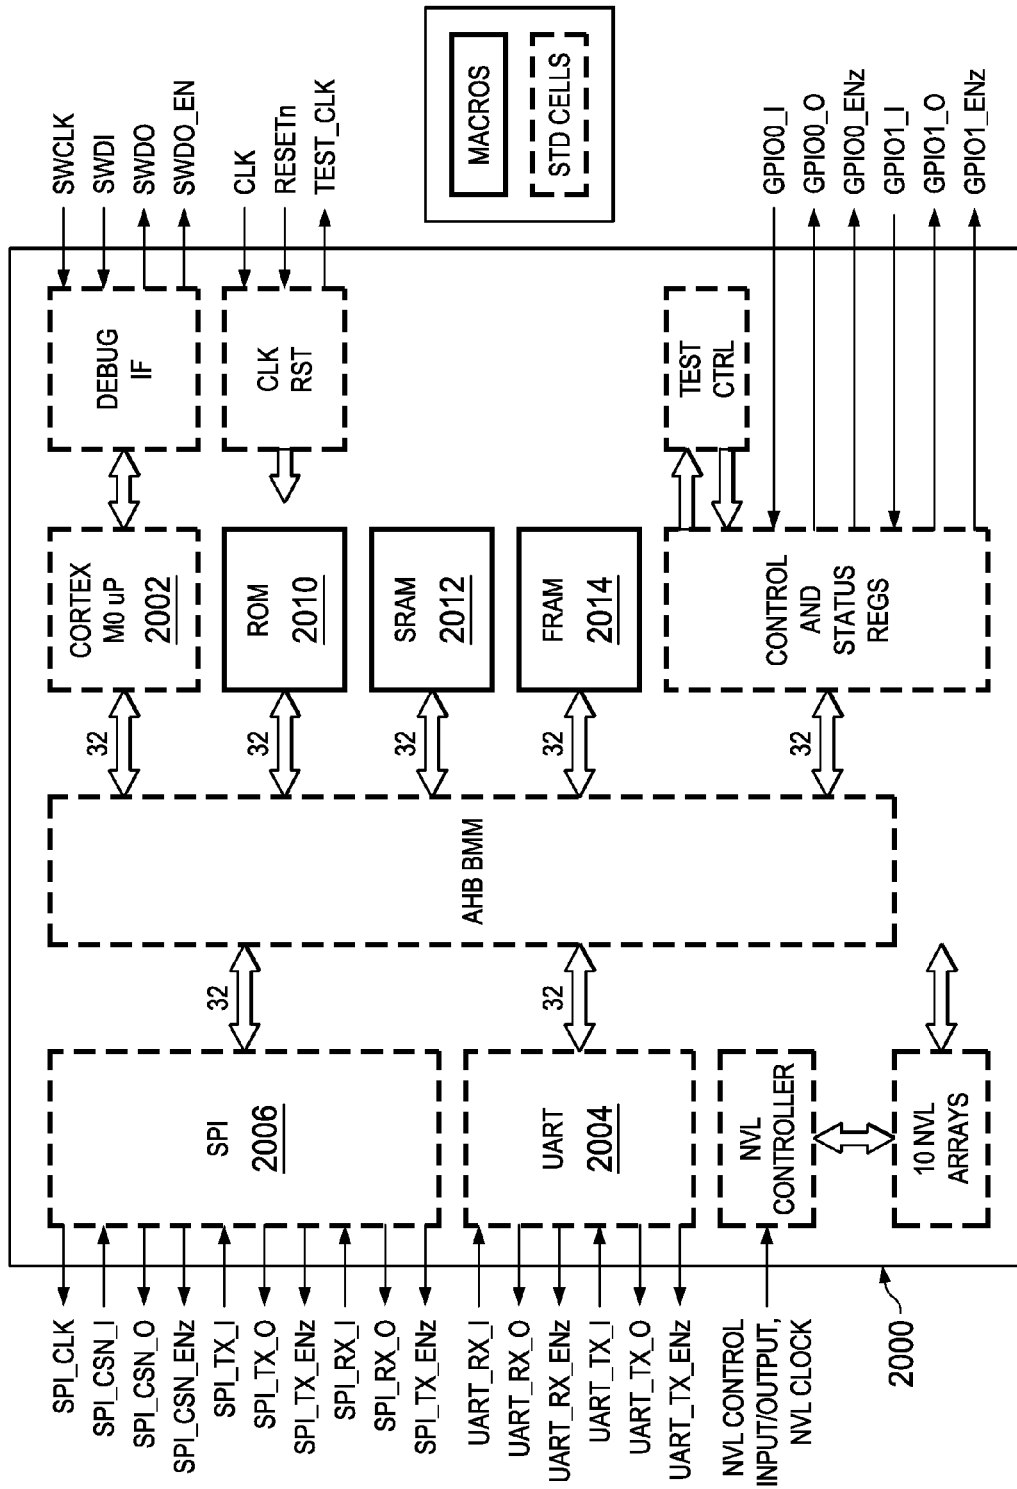 SWCLK
SWDI
SWDO
SWDO_EN
CLK
RESETn
TEST_CLK
MACROS
STD CELLS
GPIO0_I
GPIO0_O
GPIO0_ENz
GPIO1_I
GPIO1_O
GPIO1_ENz
DEBUG
IF
CLK
RST
TEST
CTRL
CORTEX
M0 uP
2002
ROM
2010
SRAM
2012
FRAM
2014
CONTROL
AND
STATUS
REGS
32
32
32
32
32
AHB BMM
32
32
SPI
2006
UART
2004
NVL
CONTROLLER
10 NVL
ARRAYS
SPI_CLK
SPI_CSN_I
SPI_CSN_O
SPI_CSN_ENz
SPI_TX_I
SPI_TX_O
SPI_TX_ENz
SPI_RX_I
SPI_RX_O
SPI_TX_ENz
UART_RX_I
UART_RX_O
UART_RX_ENz
UART_TX_I
UART_TX_O
UART_TX_ENz
NVL CONTROL
INPUT/OUTPUT,
NVL CLOCK
2000